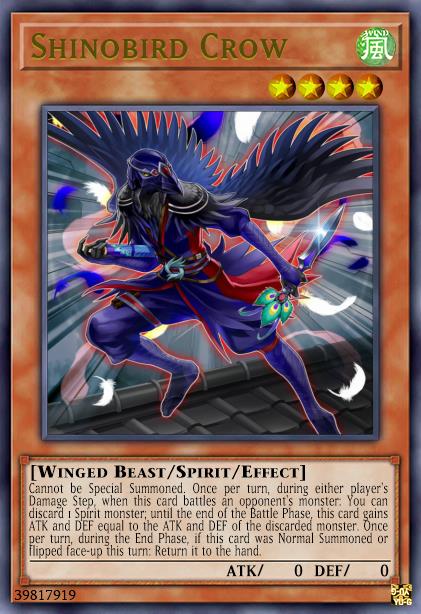 Shinobird Crow
WIND
風
[Winged Beast/Spirit/Effect]
Cannot be Special Summoned. Once per turn, during either player's
Damage Step, when this card battles an opponent's monster: You can
discard 1 Spirit monster; until the end of the Battle Phase, this card gains
ATK and DEF equal to the ATK and DEF of the discarded monster. Once
per turn, during the End Phase, if this card was Normal Summoned or
flipped face-up this turn: Return it to the hand.
ATK/ 0 DEF/ 0
39817919